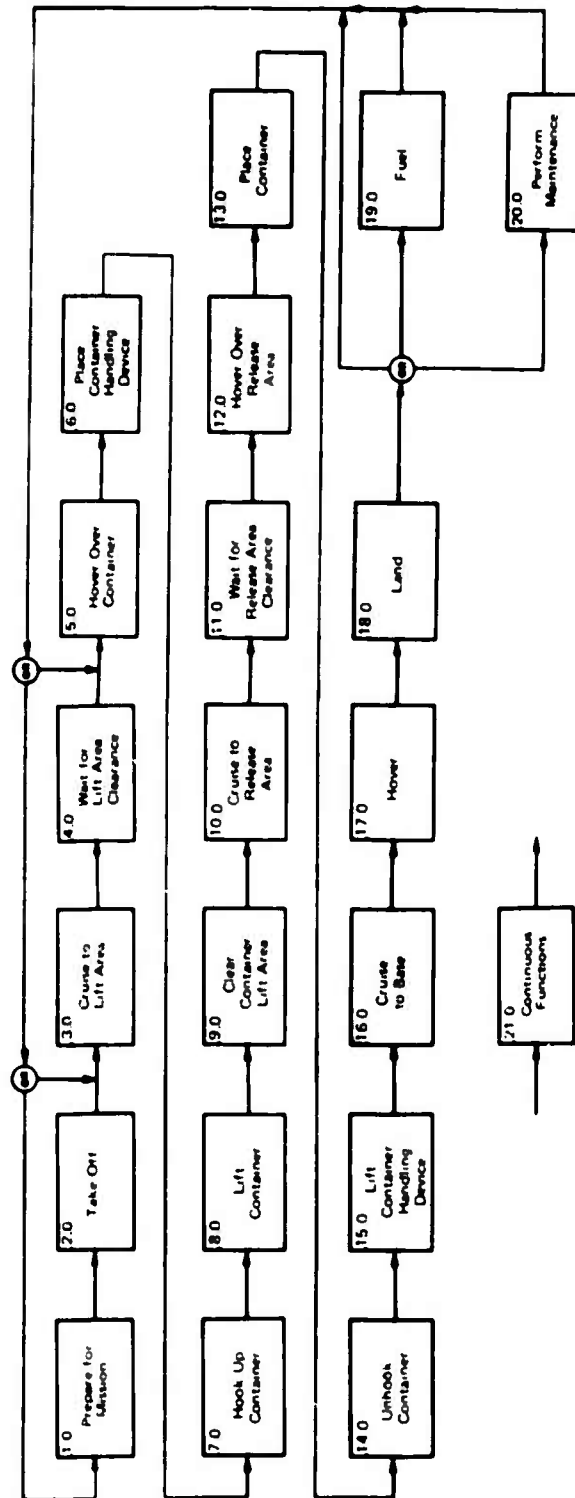 1.0
Prepare for
Mission
2.0
Take Off
OR
3.0
Cruise to
Lift Area
4.0
Wait for
Lift Area
Clearance
OR
5.0
Hover Over
Container
6.0
Place
Container
Handling
Device
7.0
Hook Up
Container
8.0
Lift
Container
9.0
Clear
Container
Lift Area
10.0
Cruise to
Release
Area
11.0
Wait for
Release Area
Clearance
12.0
Hover Over
Release
Area
13.0
Place
Container
14.0
Unhook
Container
15.0
Lift
Container
Handling
Device
16.0
Cruise
to Base
17.0
Hover
18.0
Land
OR
19.0
Fuel
20.0
Perform
Maintenance
21.0
Continuous
Functions